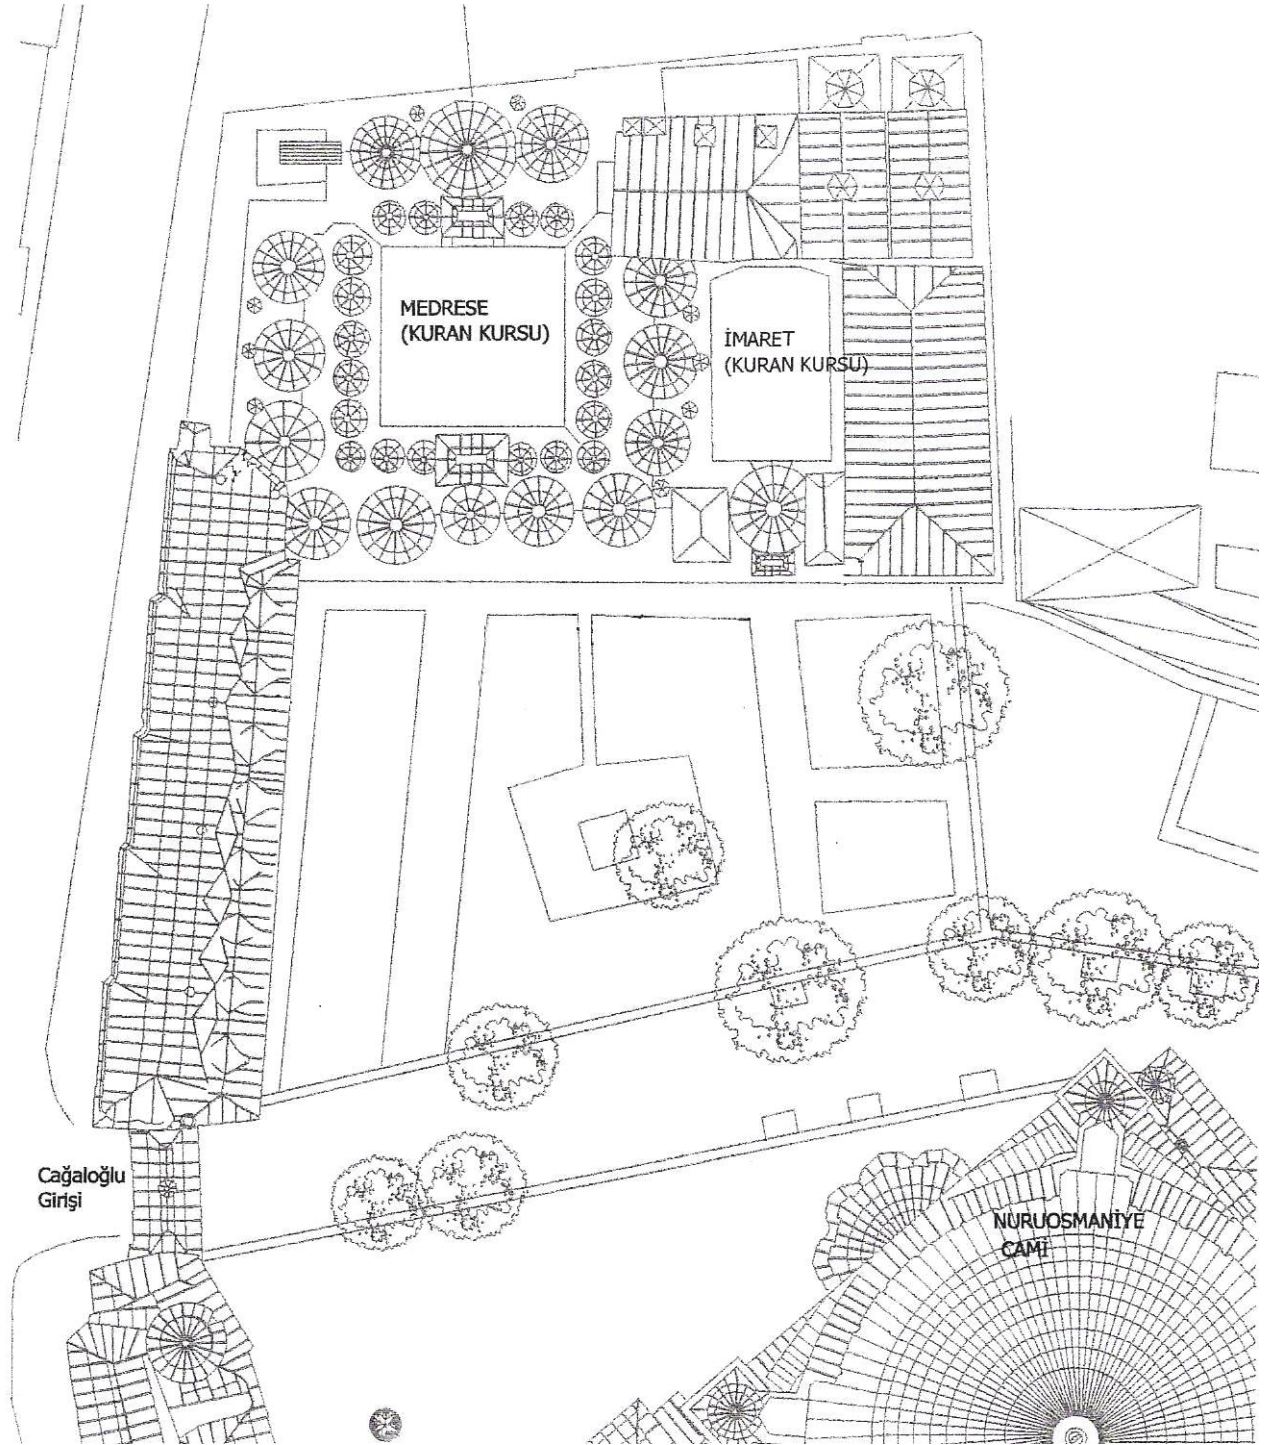 MEDRESE
(KURAN KURSU)
İMARET
(KURAN KURSU)
Cağaloğlu
Girişi
NURUOSMANİYE
CAMİ